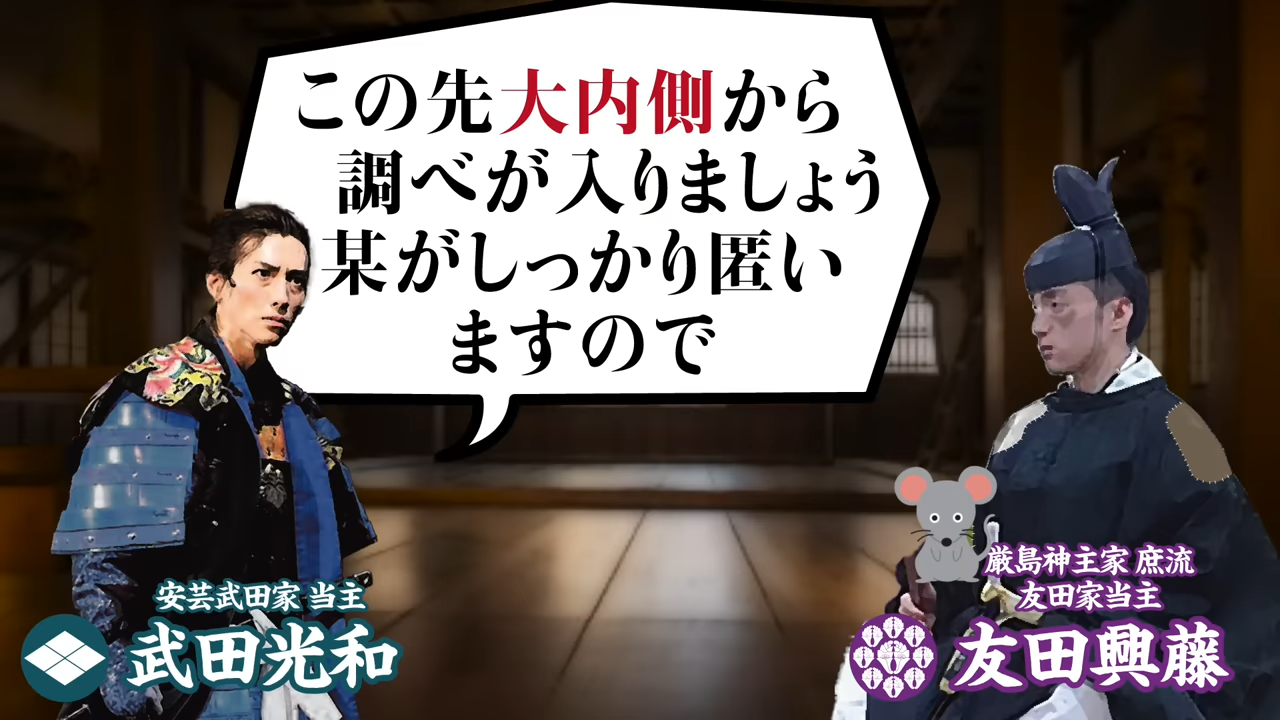 この先大内側から
調べが入りましょう
某がしっかり匿い
ますので
安芸武田家 当主
武田光和
厳島神主家 庶流
友田家当主
友田興藤